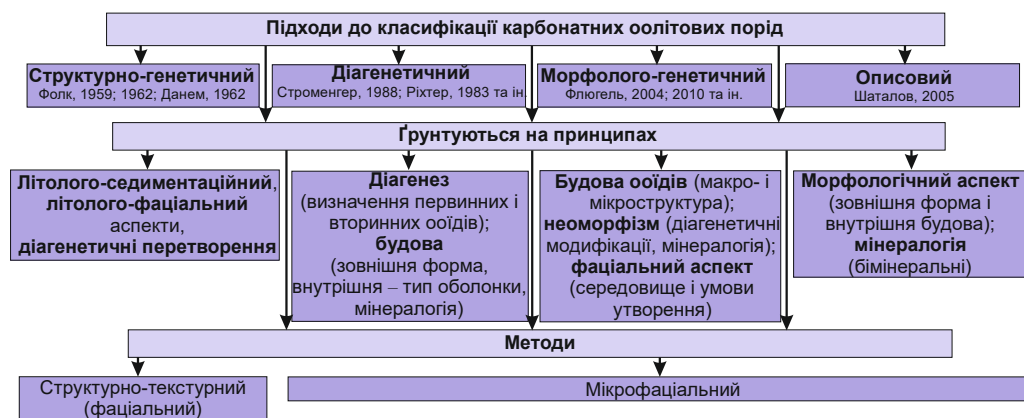 Підходи до класифікації карбонатних оолітових порід
Структурно-генетичний
Фолк, 1959; 1962; Данем, 1962
Діагенетичний
Строменгер, 1988; Ріхтер, 1983 та ін.
Морфолого-генетичний
Флюгель, 2004; 2010 та ін.
Описовий
Шаталов, 2005
Ґрунтуються на принципах
Літолого-седиментаційний,
літолого-фаціальний
аспекти,
діагенетичні перетворення
Діагенез
(визначення первинних і
вторинних ооїдів);
будова
(зовнішня форма,
внутрішня – тип оболонки,
мінералогія)
Будова ооїдів (макро- і
мікроструктура);
неоморфізм (діагенетичні
модифікації, мінералогія);
фаціальний аспект
(середовище і умови
утворення)
Морфологічний аспект
(зовнішня форма і
внутрішня будова);
мінералогія
(бімінеральні)
Методи
Структурно-текстурний
(фаціальний)
Мікрофаціальний